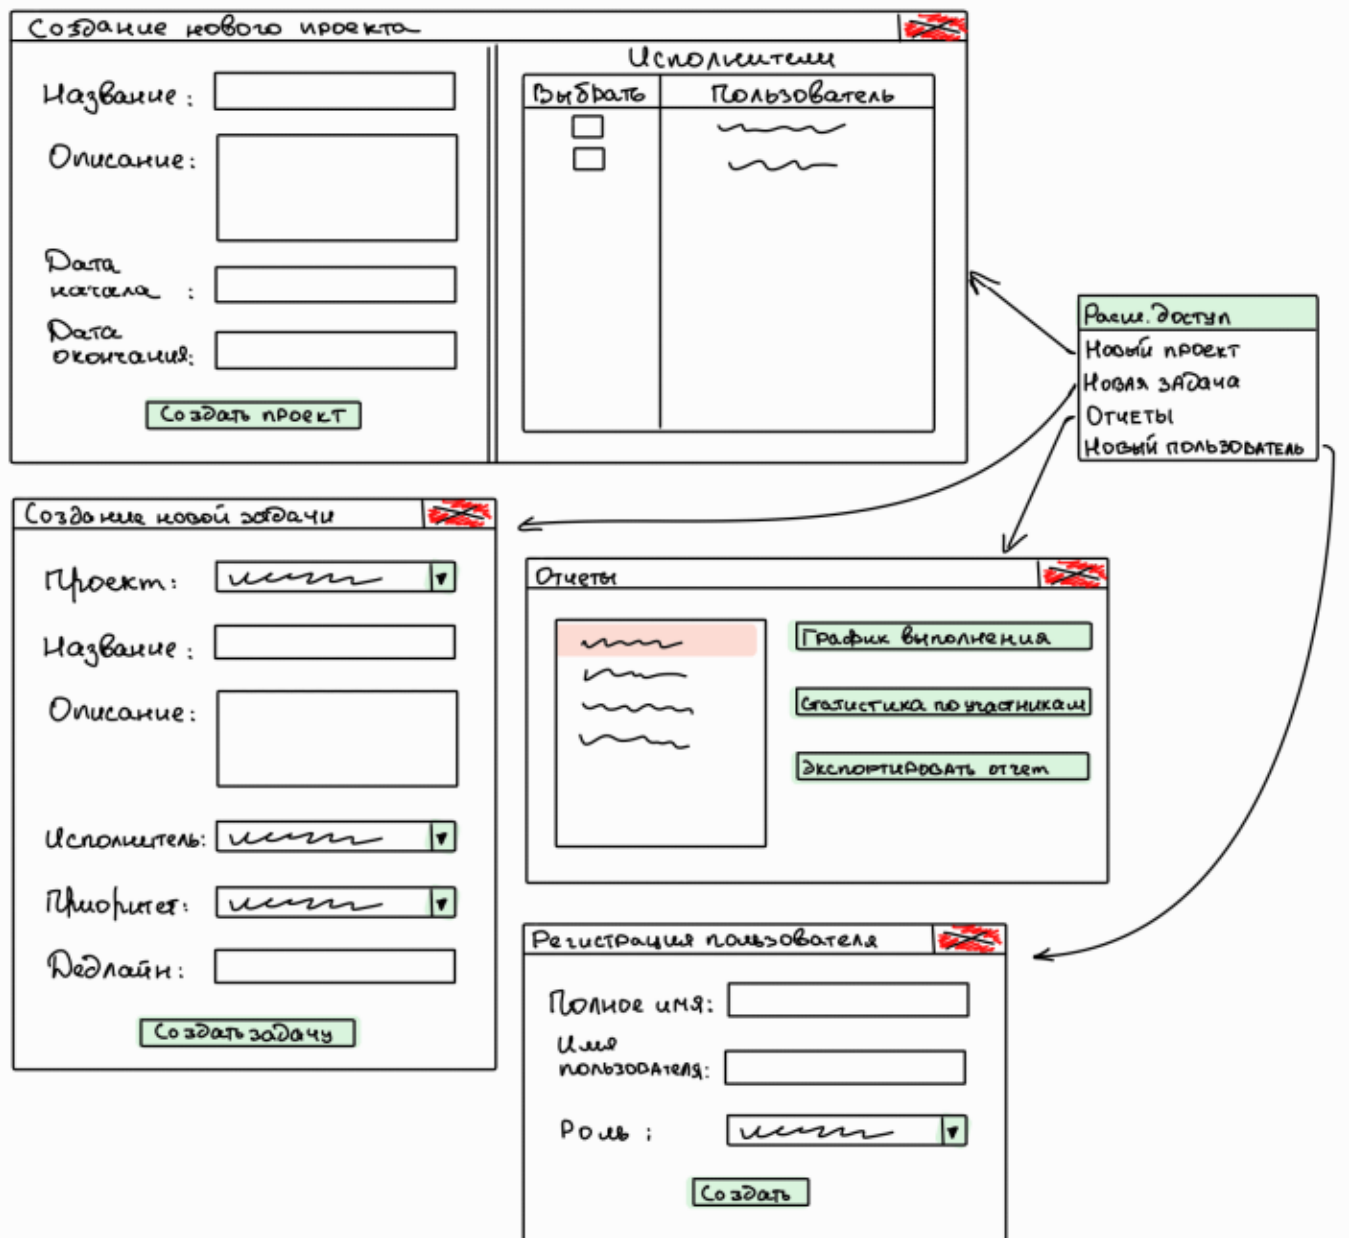 Создание нового проекта
Название:
Описание:
Дата
начала :
Дата
окончания:
Создать проект
Исполнители
Выбрать Пользователь
Расш. доступ
Новый проект
Новая задача
Отчеты
Новый пользователь
Создание новой задачи
Проект:
Название:
Описание:
Исполнитель:
Приоритет:
Дедлайн:
Создать задачу
Отчеты
График выполнения
Статистика по участникам
Экспортировать отчет
Регистрация пользователя
Полное имя:
Имя
пользователя:
Роль:
Создать